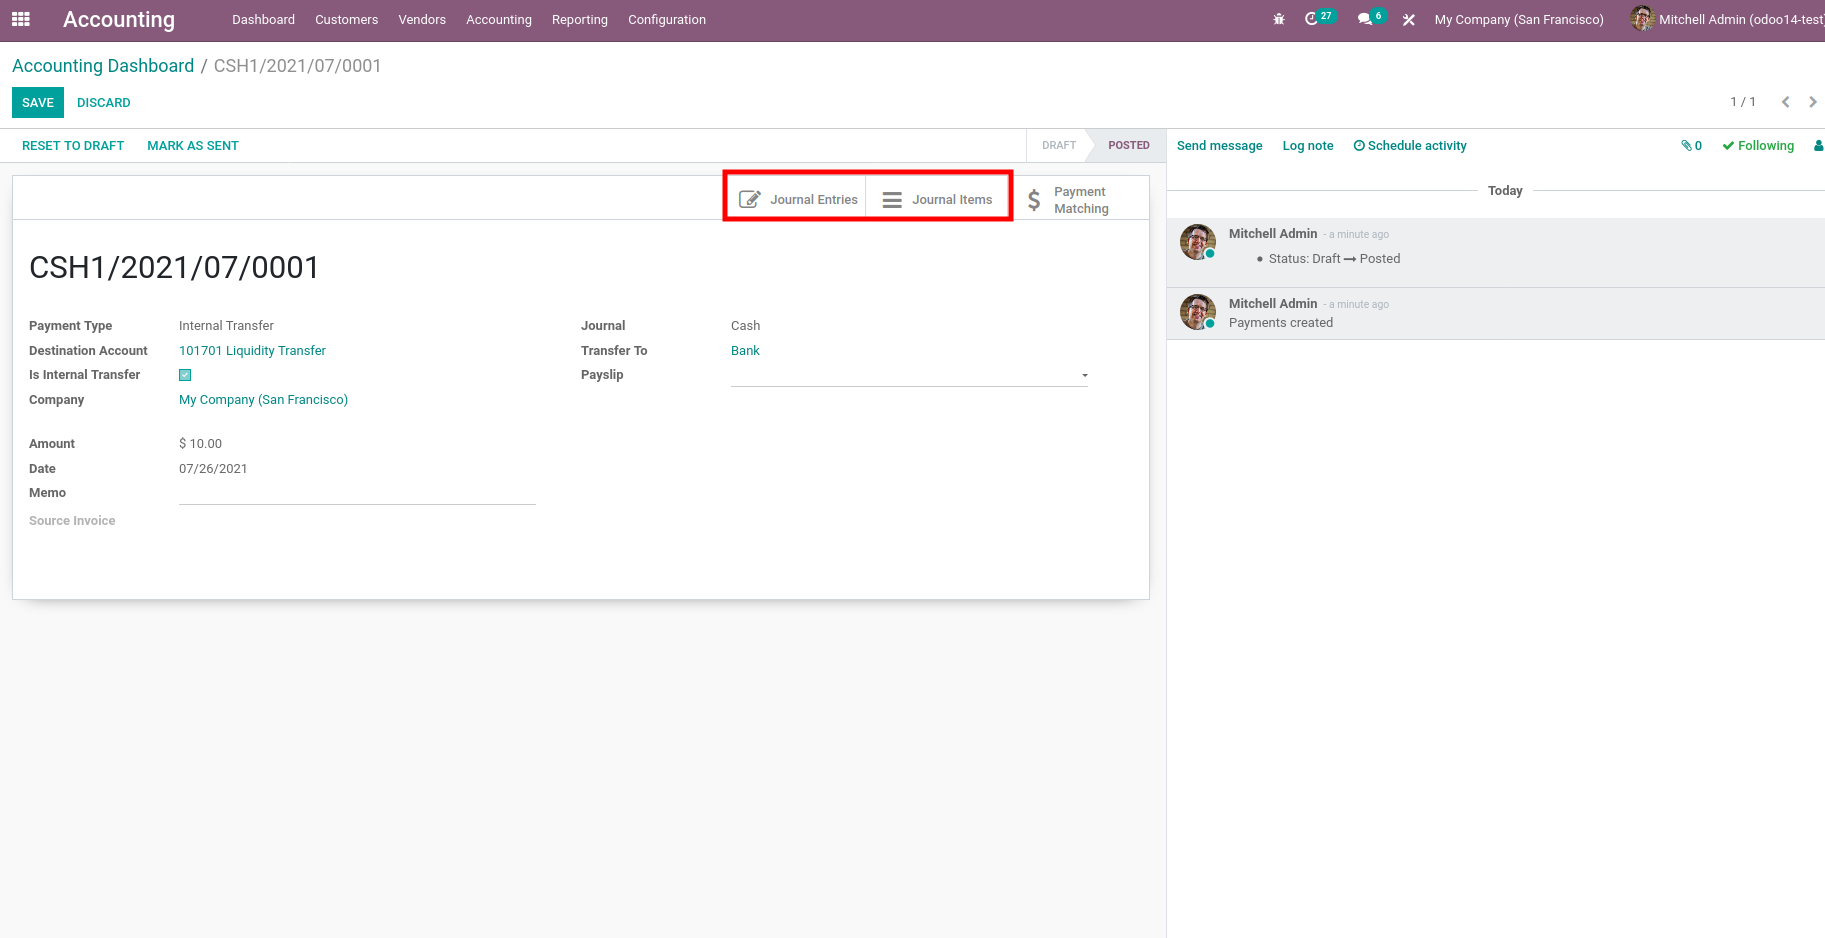 Accounting Dashboard Customers Vendors Accounting Reporting Configuration 27 6 My Company (San Francisco) Mitchell Admin (odoo14-test
Accounting Dashboard / CSH1/2021/07/0001
SAVE DISCARD 1 / 1
RESET TO DRAFT MARK AS SENT DRAFT POSTED
Journal Entries Journal Items Payment Matching
CSH1/2021/07/0001
Payment Type Internal Transfer Journal Cash
Destination Account 101701 Liquidity Transfer Transfer To Bank
Is Internal Transfer Payslip
Company My Company (San Francisco)
Amount $ 10.00
Date 07/26/2021
Memo
Source Invoice
Send message Log note Schedule activity 0 Following
Today
Mitchell Admin - a minute ago
• Status: Draft → Posted
Mitchell Admin - a minute ago
Payments created